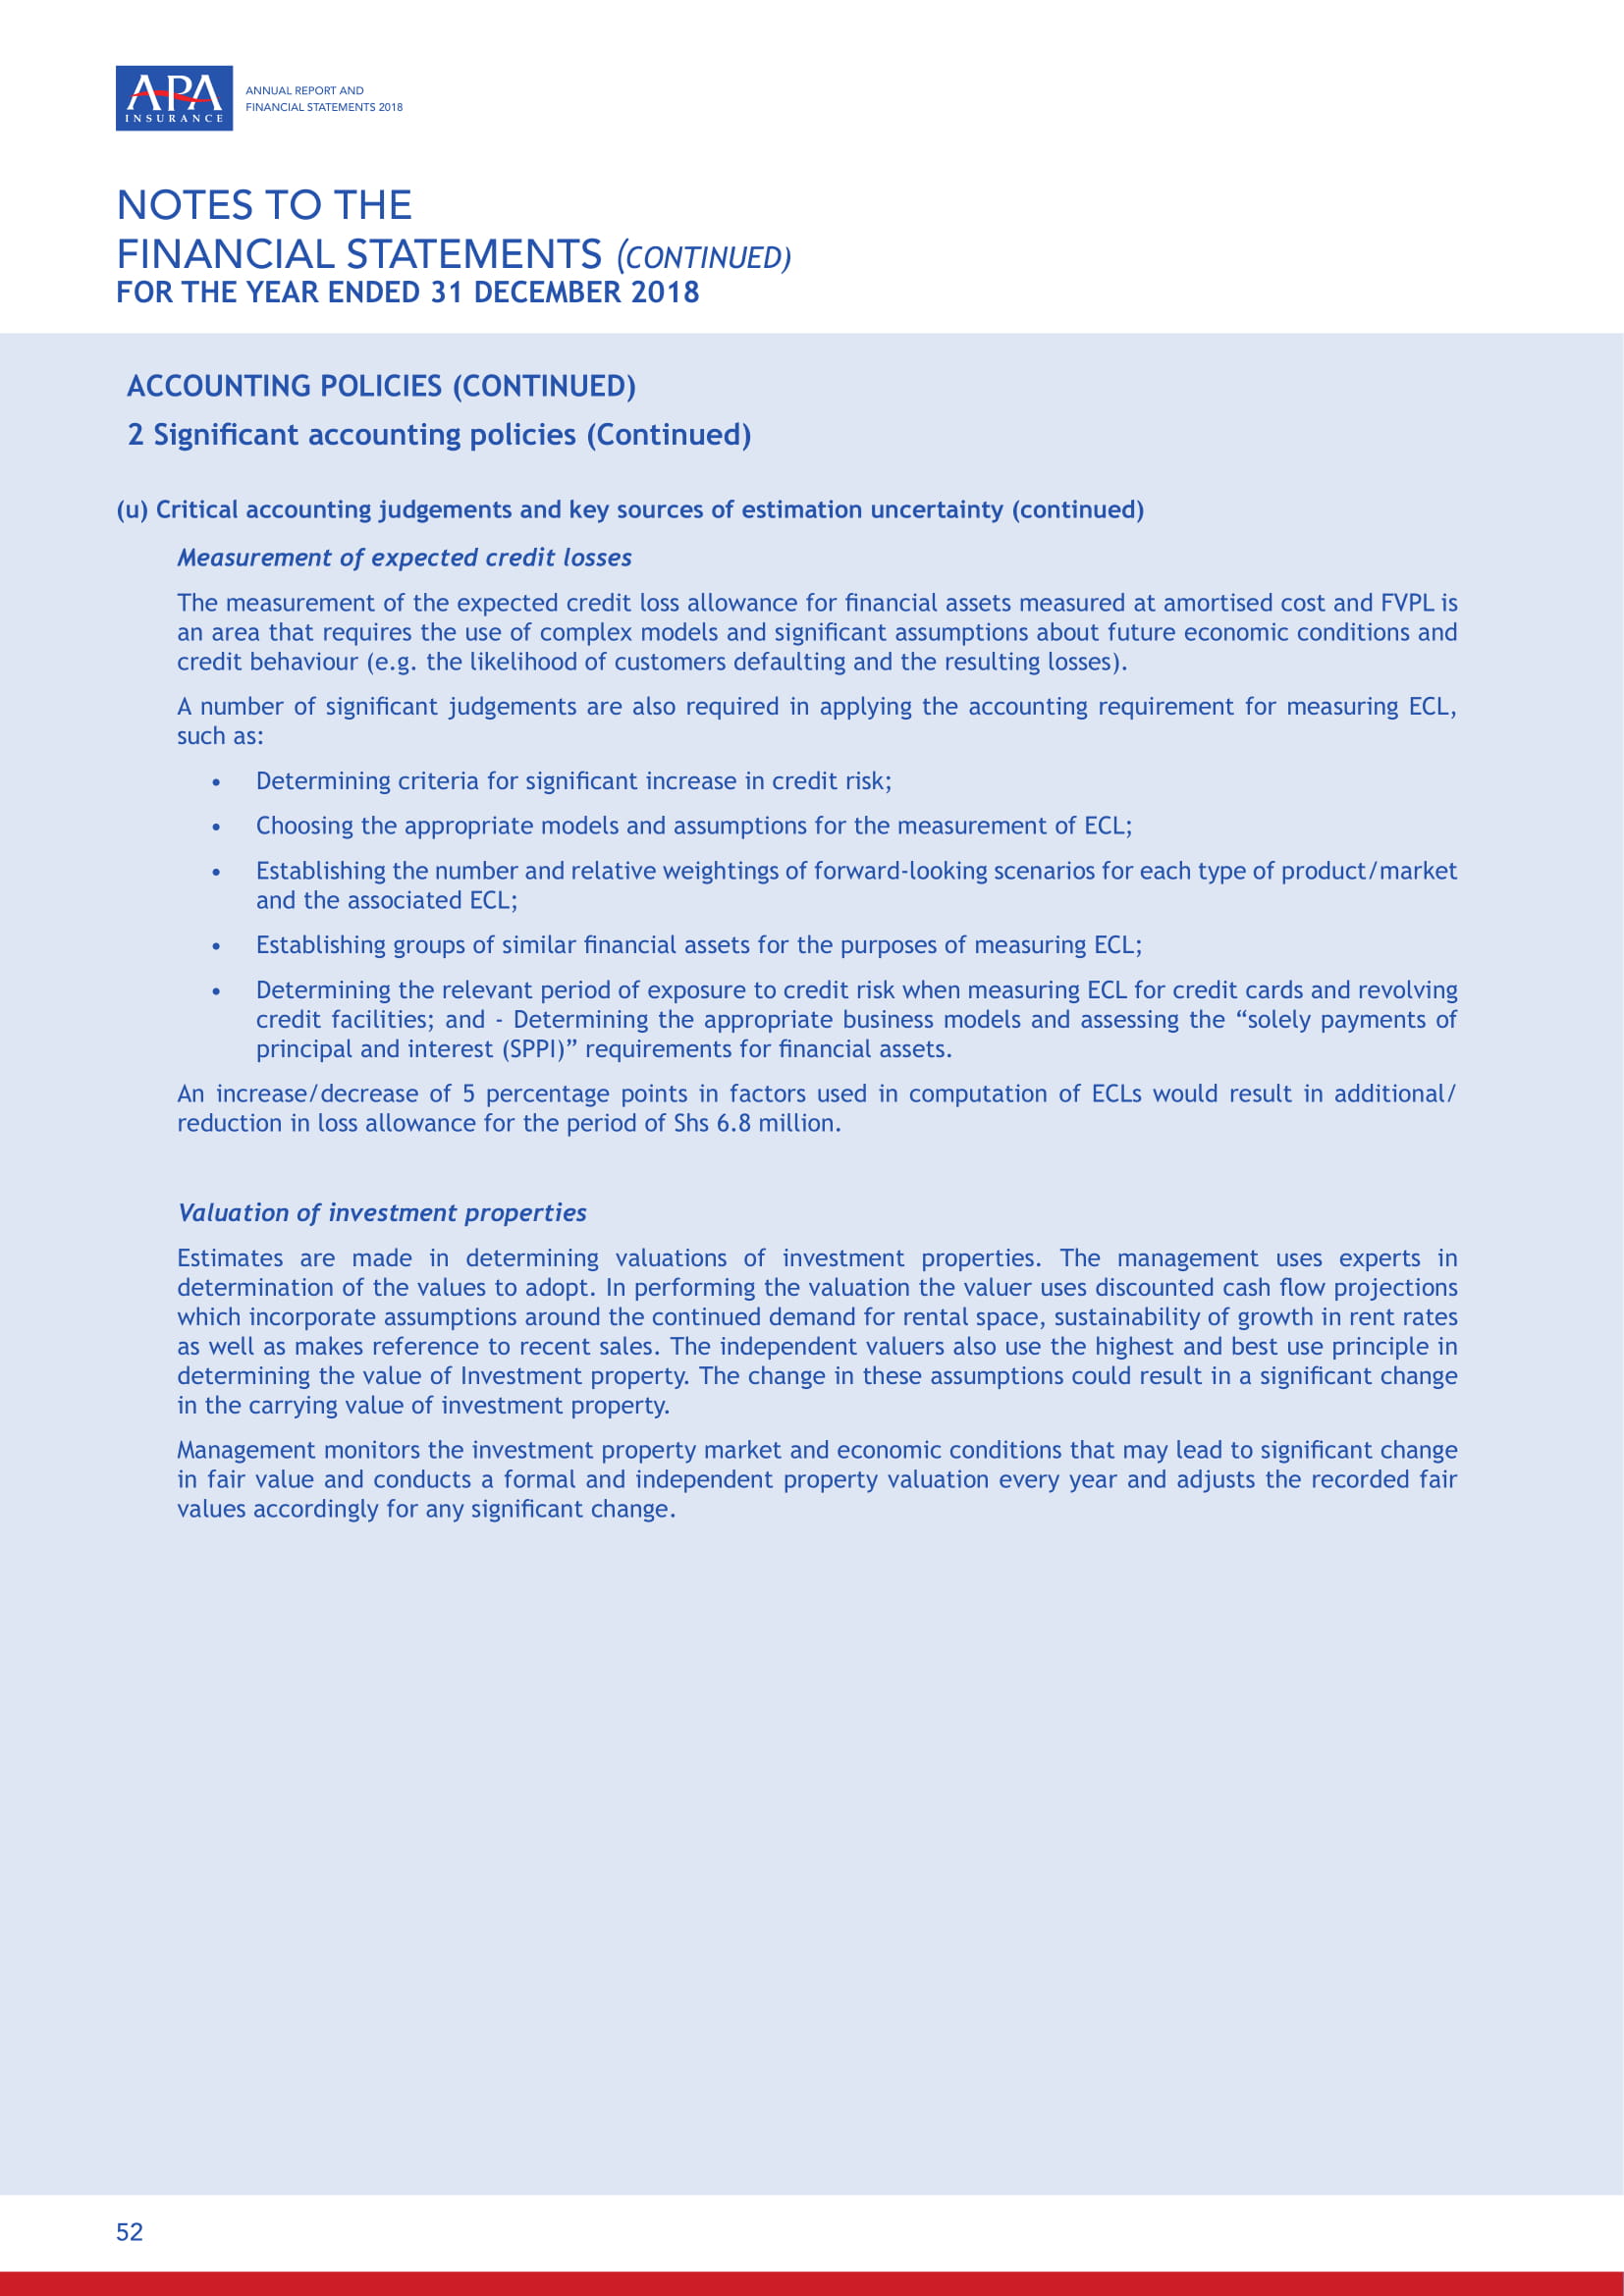 APA
INSURANCE
ANNUAL REPORT AND
FINANCIAL STATEMENTS 2018
NOTES TO THE
FINANCIAL STATEMENTS (CONTINUED)
FOR THE YEAR ENDED 31 DECEMBER 2018
ACCOUNTING POLICIES (CONTINUED)
2 Significant accounting policies (Continued)
(u) Critical accounting judgements and key sources of estimation uncertainty (continued)
Measurement of expected credit losses
The measurement of the expected credit loss allowance for financial assets measured at amortised cost and FVPL is
an area that requires the use of complex models and significant assumptions about future economic conditions and
credit behaviour (e.g. the likelihood of customers defaulting and the resulting losses).
A number of significant judgements are also required in applying the accounting requirement for measuring ECL,
such as:
• Determining criteria for significant increase in credit risk;
• Choosing the appropriate models and assumptions for the measurement of ECL;
• Establishing the number and relative weightings of forward-looking scenarios for each type of product/market
and the associated ECL;
• Establishing groups of similar financial assets for the purposes of measuring ECL;
• Determining the relevant period of exposure to credit risk when measuring ECL for credit cards and revolving
credit facilities; and - Determining the appropriate business models and assessing the “solely payments of
principal and interest (SPPI)” requirements for financial assets.
An increase/decrease of 5 percentage points in factors used in computation of ECLs would result in additional/
reduction in loss allowance for the period of Shs 6.8 million.
Valuation of investment properties
Estimates are made in determining valuations of investment properties. The management uses experts in
determination of the values to adopt. In performing the valuation the valuer uses discounted cash flow projections
which incorporate assumptions around the continued demand for rental space, sustainability of growth in rent rates
as well as makes reference to recent sales. The independent valuers also use the highest and best use principle in
determining the value of Investment property. The change in these assumptions could result in a significant change
in the carrying value of investment property.
Management monitors the investment property market and economic conditions that may lead to significant change
in fair value and conducts a formal and independent property valuation every year and adjusts the recorded fair
values accordingly for any significant change.
52